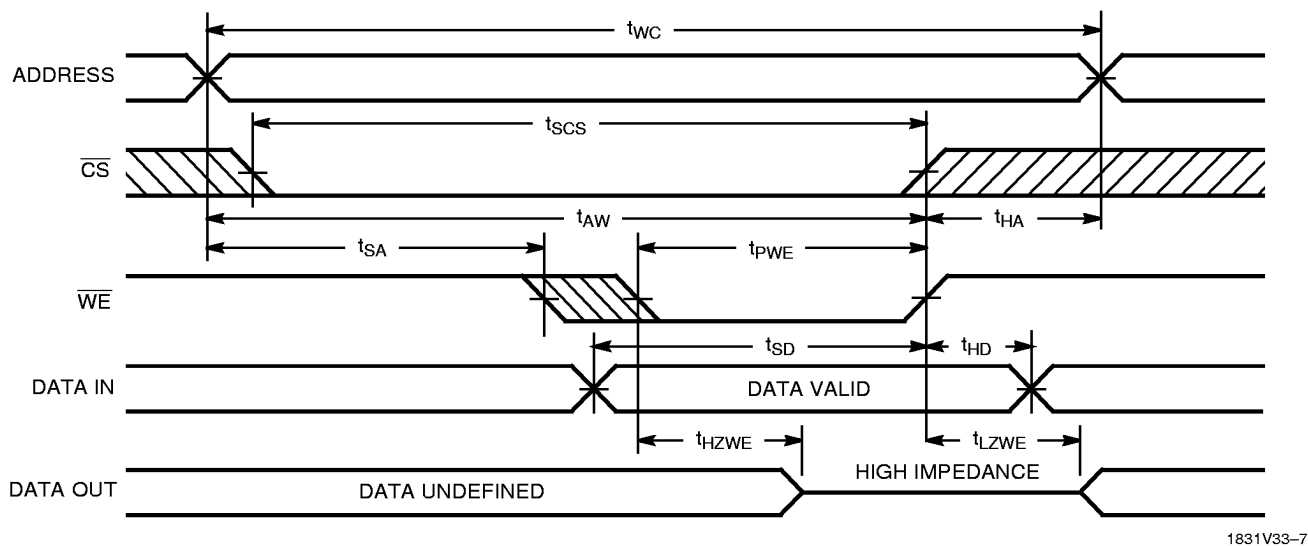 tWC
ADDRESS
tSCS
CS
tAW
tHA
tSA
tPWE
WE
tSD
tHD
DATA IN
DATA VALID
tHZWE
tLZWE
HIGH IMPEDANCE
DATA OUT
DATA UNDEFINED
1831V33–7